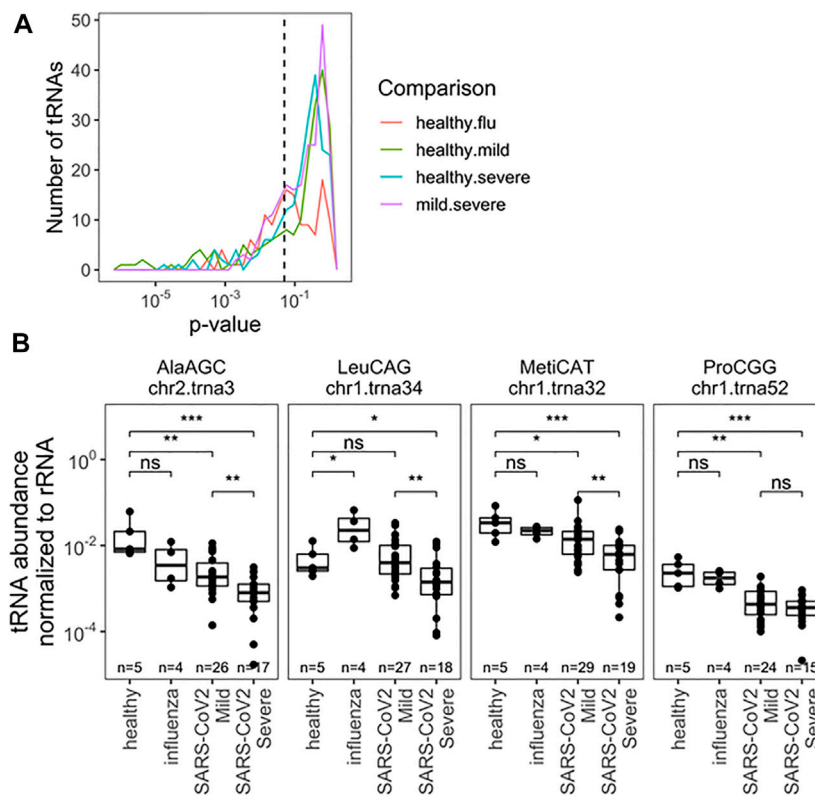 A
50
40
30
20
10
0
Number of tRNAs
10-5
10-3
10-1
p-value
Comparison
healthy.flu
healthy.mild
healthy.severe
mild.severe
B
AlaAGC
chr2.trna3
LeuCAG
chr1.trna34
MetiCAT
chr1.trna32
ProCGG
chr1.trna52
tRNA abundance
normalized to rRNA
100
10-2
10-4
***
**
ns
**
n=5 n=4 n=26 n=17
*
ns
*
**
n=5 n=4 n=27 n=18
***
*
ns
**
n=5 n=4 n=29 n=19
***
**
ns
ns
n=5 n=4 n=24 n=15
healthy
influenza
SARS-CoV2
Mild
SARS-CoV2
Severe
healthy
influenza
SARS-CoV2
Mild
SARS-CoV2
Severe
healthy
influenza
SARS-CoV2
Mild
SARS-CoV2
Severe
healthy
influenza
SARS-CoV2
Mild
SARS-CoV2
Severe